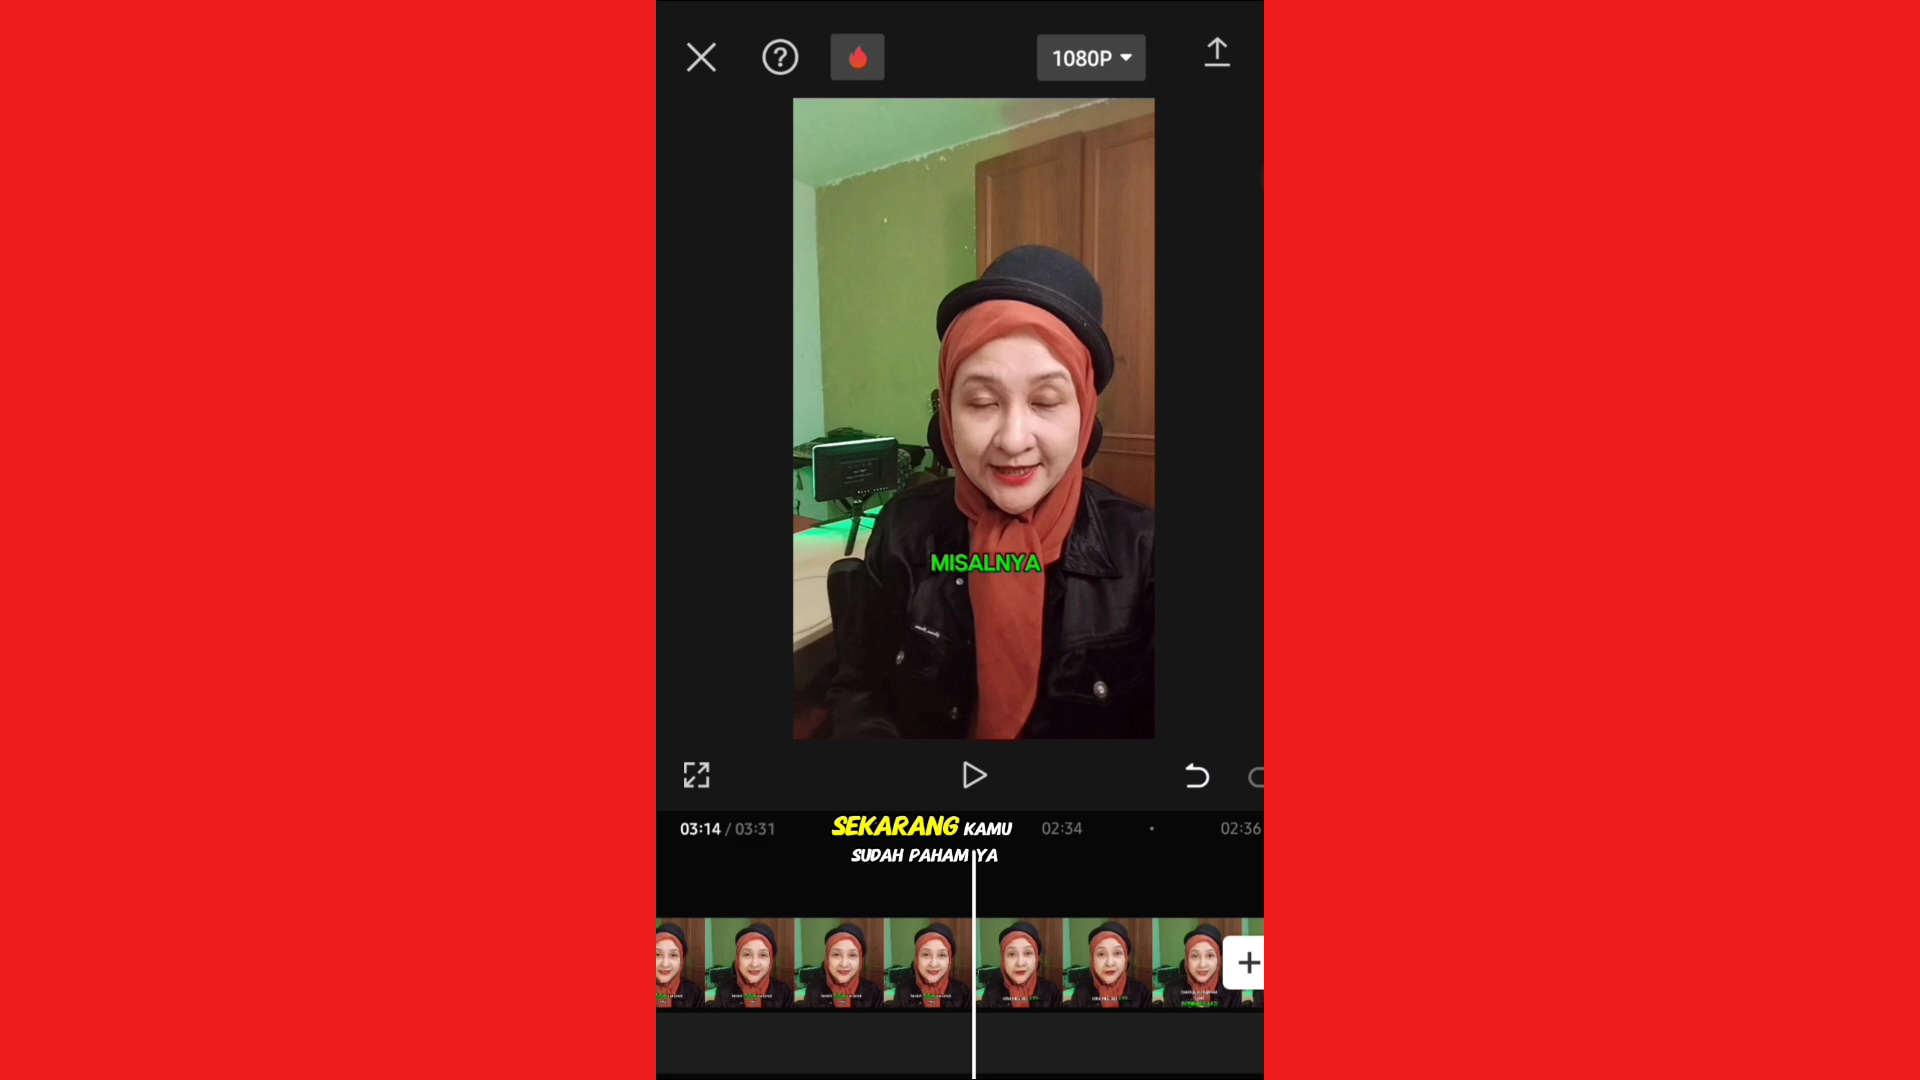 ?
1080P
MISALNYA
03:14 / 03:31
02:34
02:36
SEKARANG KAMU
SUDAH PAHAM YA